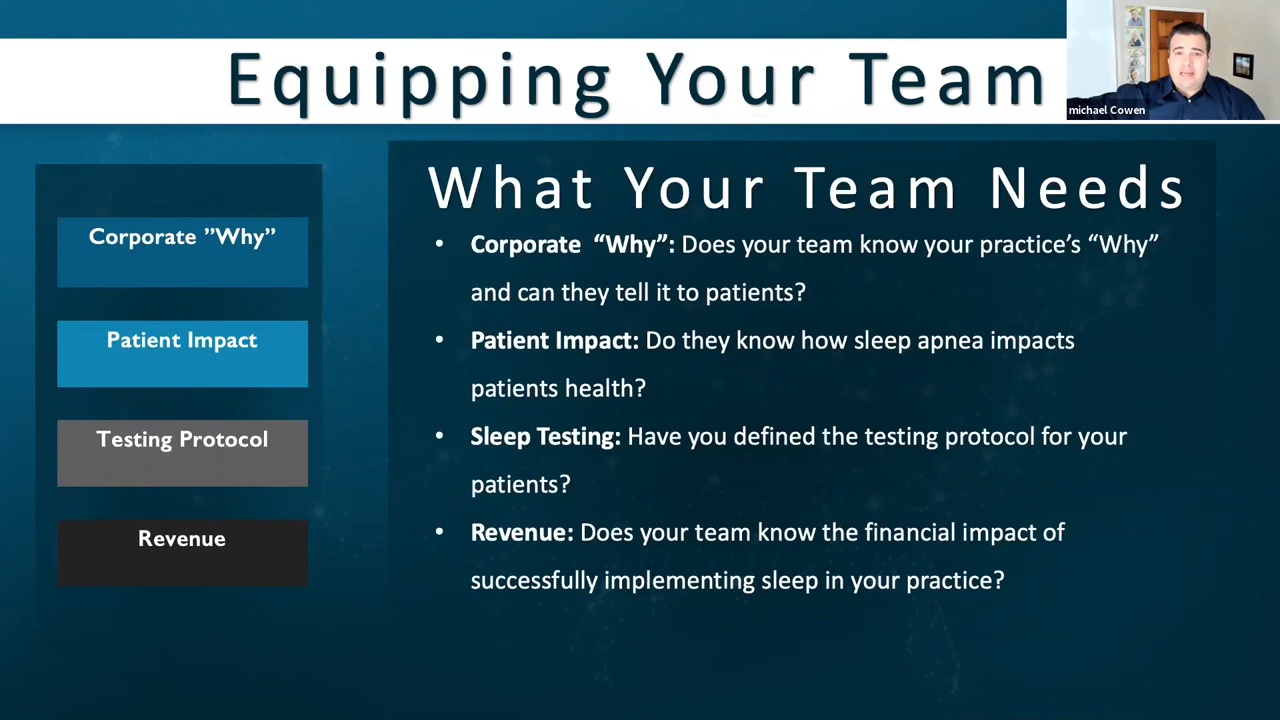 Equipping Your Team
michael Cowen
Corporate ”Why”
Patient Impact
Testing Protocol
Revenue
What Your Team Needs
• Corporate “Why”: Does your team know your practice’s “Why”
and can they tell it to patients?
• Patient Impact: Do they know how sleep apnea impacts
patients health?
• Sleep Testing: Have you defined the testing protocol for your
patients?
• Revenue: Does your team know the financial impact of
successfully implementing sleep in your practice?